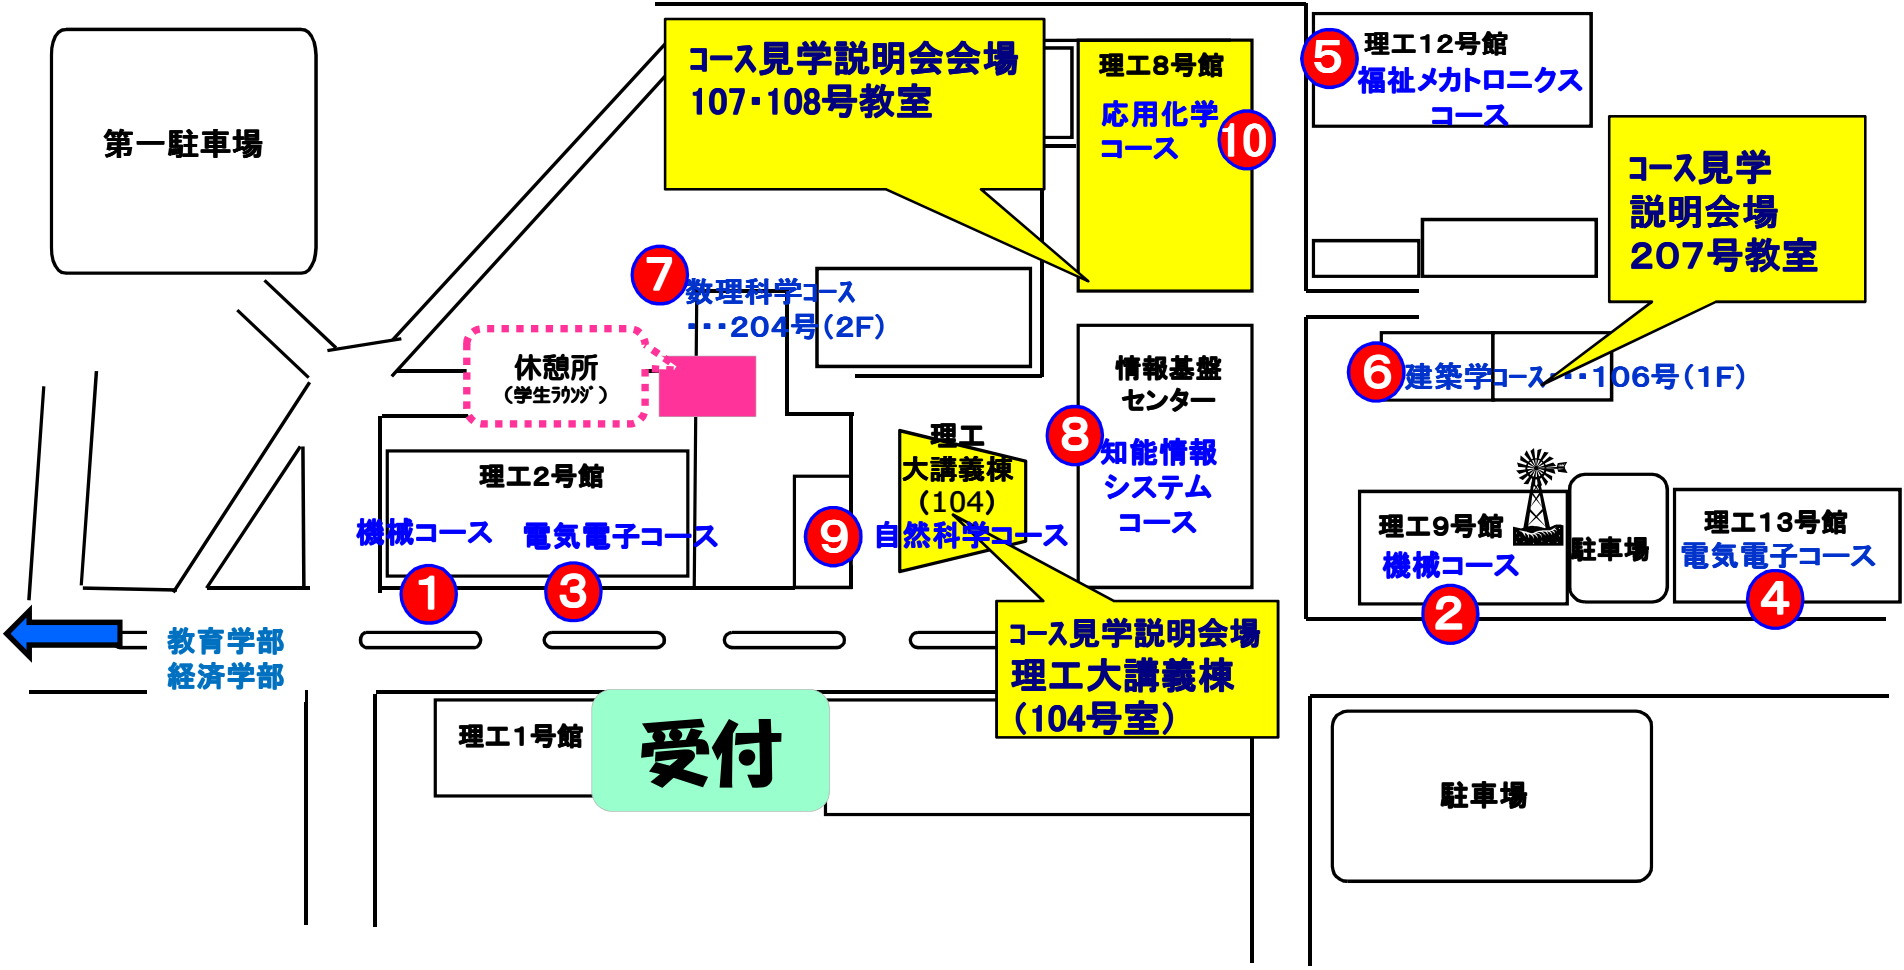 コース見学説明会会場
107・108号教室
理工8号館
応用化学
コース
10
5
理工12号館
福祉メカトロニクス
コース
第一駐車場
コース見学
説明会場
207号教室
7
数理科学コース
・・・204号(2F)
休憩所
(学生ラウンジ)
情報基盤
センター
8
知能情報
システム
コース
6
建築学コース・・・106号(1F)
理工
大講義棟
(104)
9
自然科学コース
理工2号館
機械コース
電気電子コース
1
3
理工9号館
機械コース
2
駐車場
理工13号館
電気電子コース
4
教育学部
経済学部
コース見学説明会場
理工大講義棟
(104号室)
理工1号館
受付
駐車場